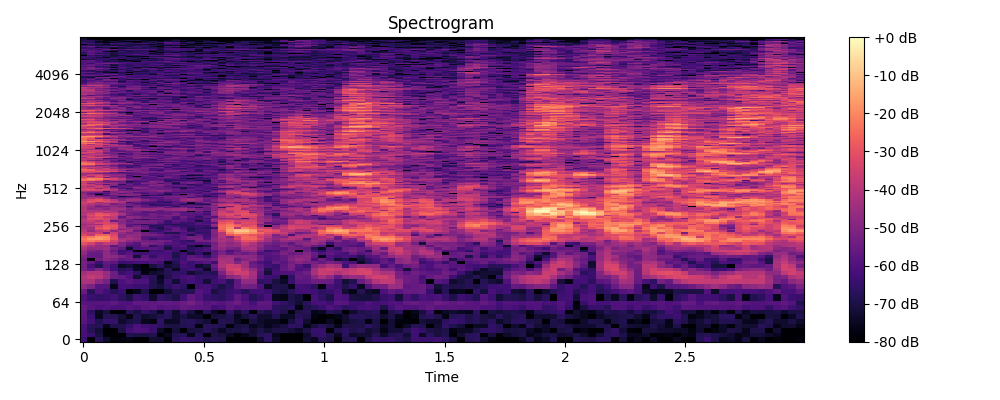 Spectrogram
+0 dB
4096
-10 dB
2048
-20 dB
1024
-30 dB
Hz
512
-40 dB
256
-50 dB
128
-60 dB
64
-70 dB
0
-80 dB
0 0.5 1 1.5 2 2.5
Time